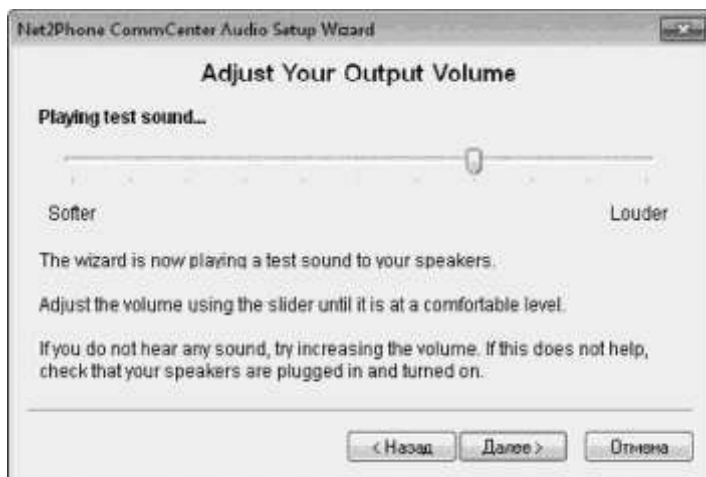 Net2Phone CommCenter Audio Setup Wizard
Adjust Your Output Volume
Playing test sound...
Softer Louder
The wizard is now playing a test sound to your speakers.
Adjust the volume using the slider until it is at a comfortable level.
If you do not hear any sound, try increasing the volume. If this does not help,
check that your speakers are plugged in and turned on.
< Назад Далее > Отмена